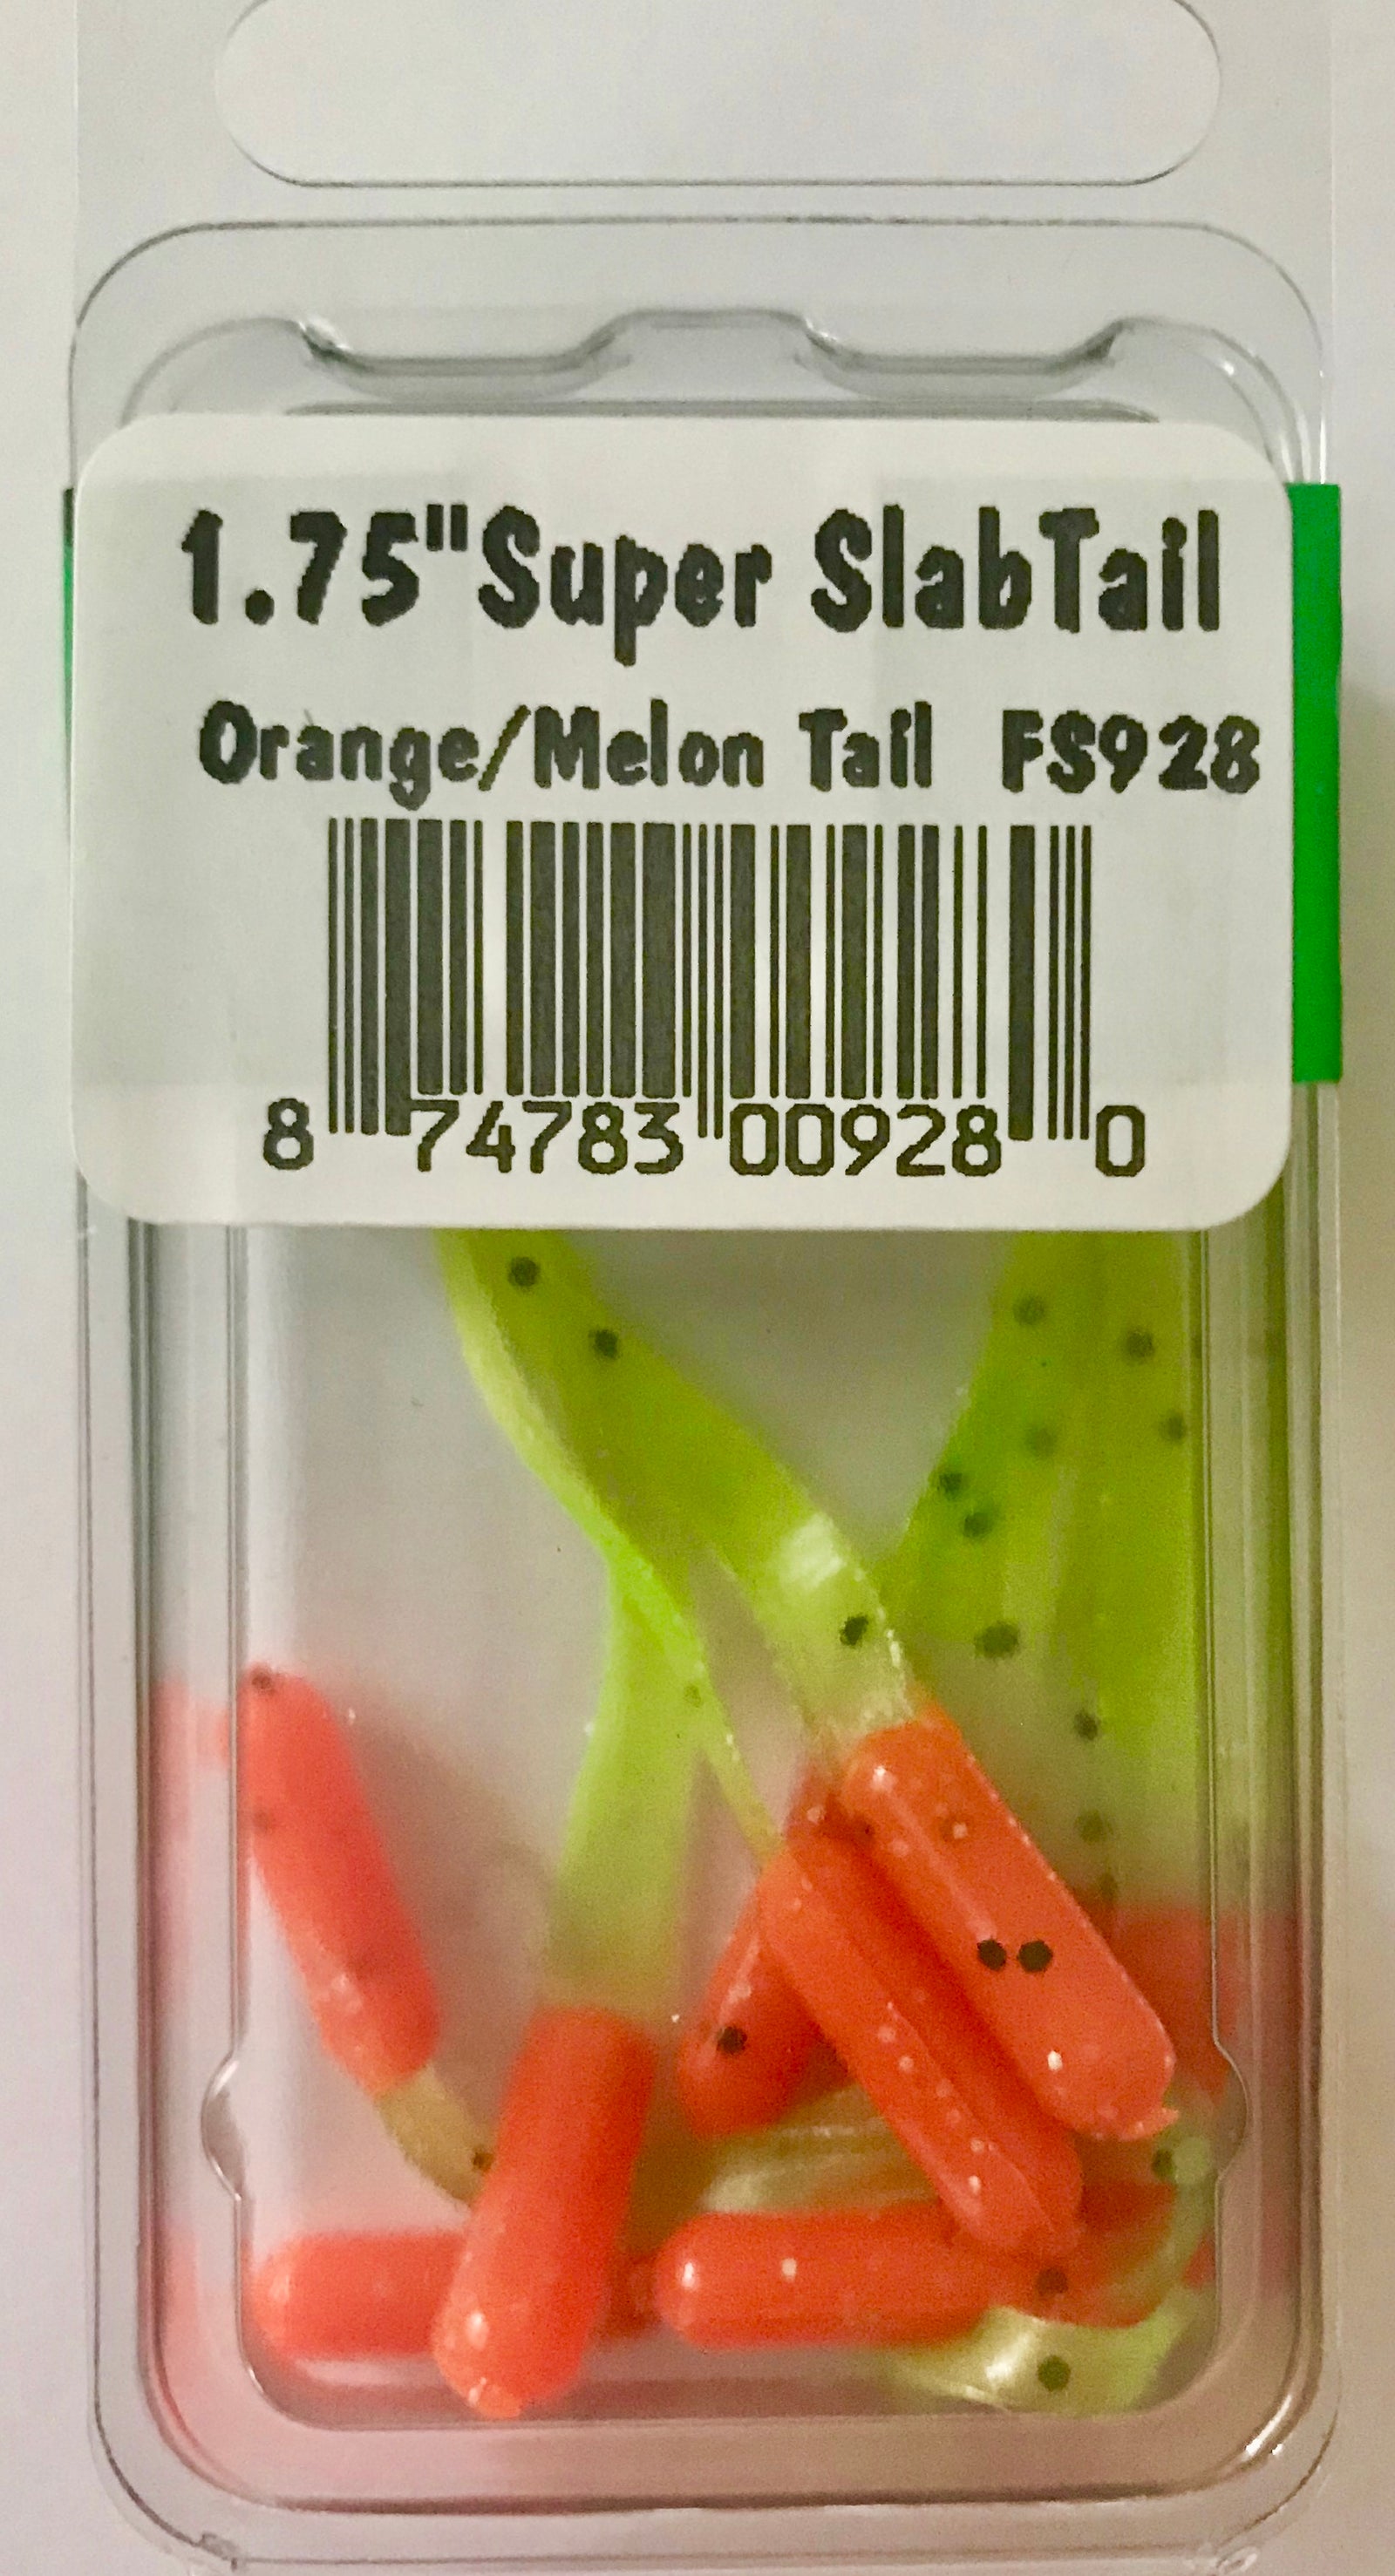 1.75"Super SlabTail
Orange/Melon Tail FS928
8 74783 00928 0